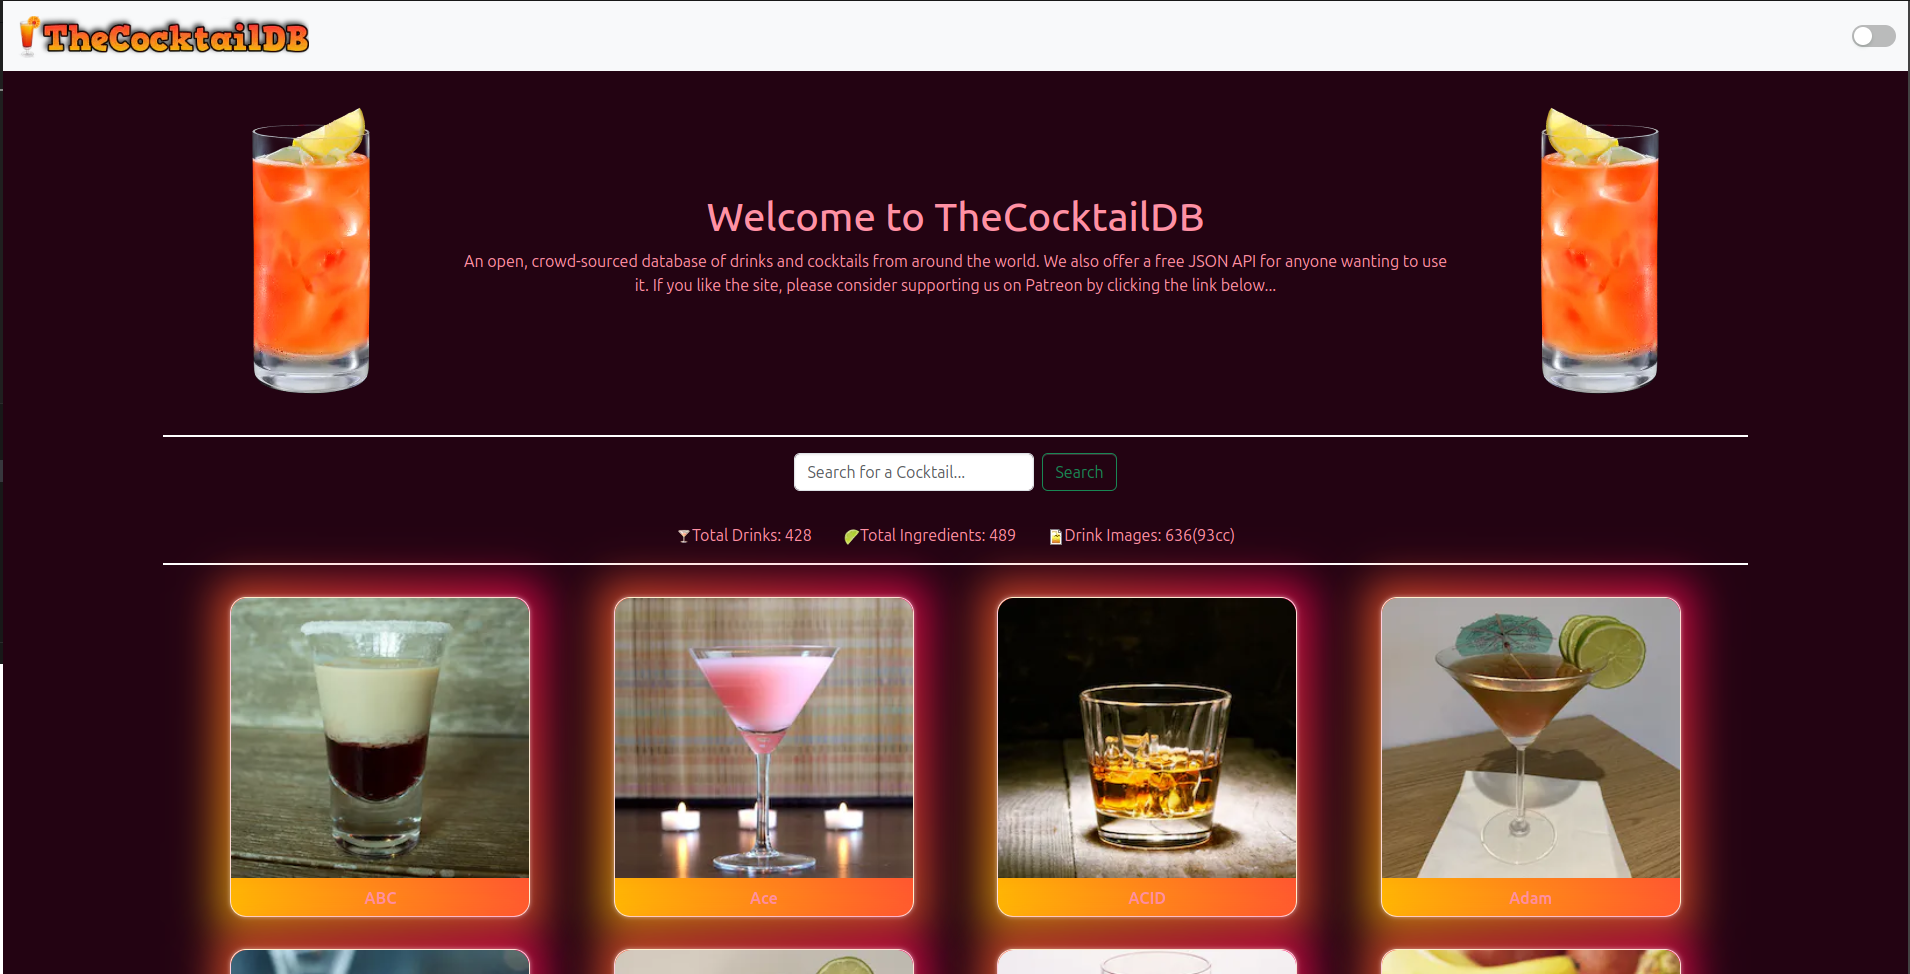 TheCocktailDB
Welcome to TheCocktailDB
An open, crowd-sourced database of drinks and cocktails from around the world. We also offer a free JSON API for anyone wanting to use
it. If you like the site, please consider supporting us on Patreon by clicking the link below...
Search for a Cocktail...
Search
Total Drinks: 428
Total Ingredients: 489
Drink Images: 636(93cc)
ABC
Ace
ACID
Adam